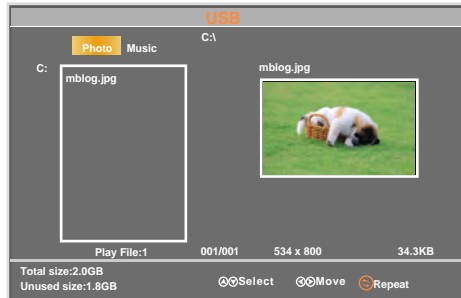 USB
Photo Music
C:\
C:
mblog.jpg
mblog.jpg
Play File:1
001/001 534 x 800 34.3KB
Total size:2.0GB
Unused size:1.8GB
Select Move Repeat